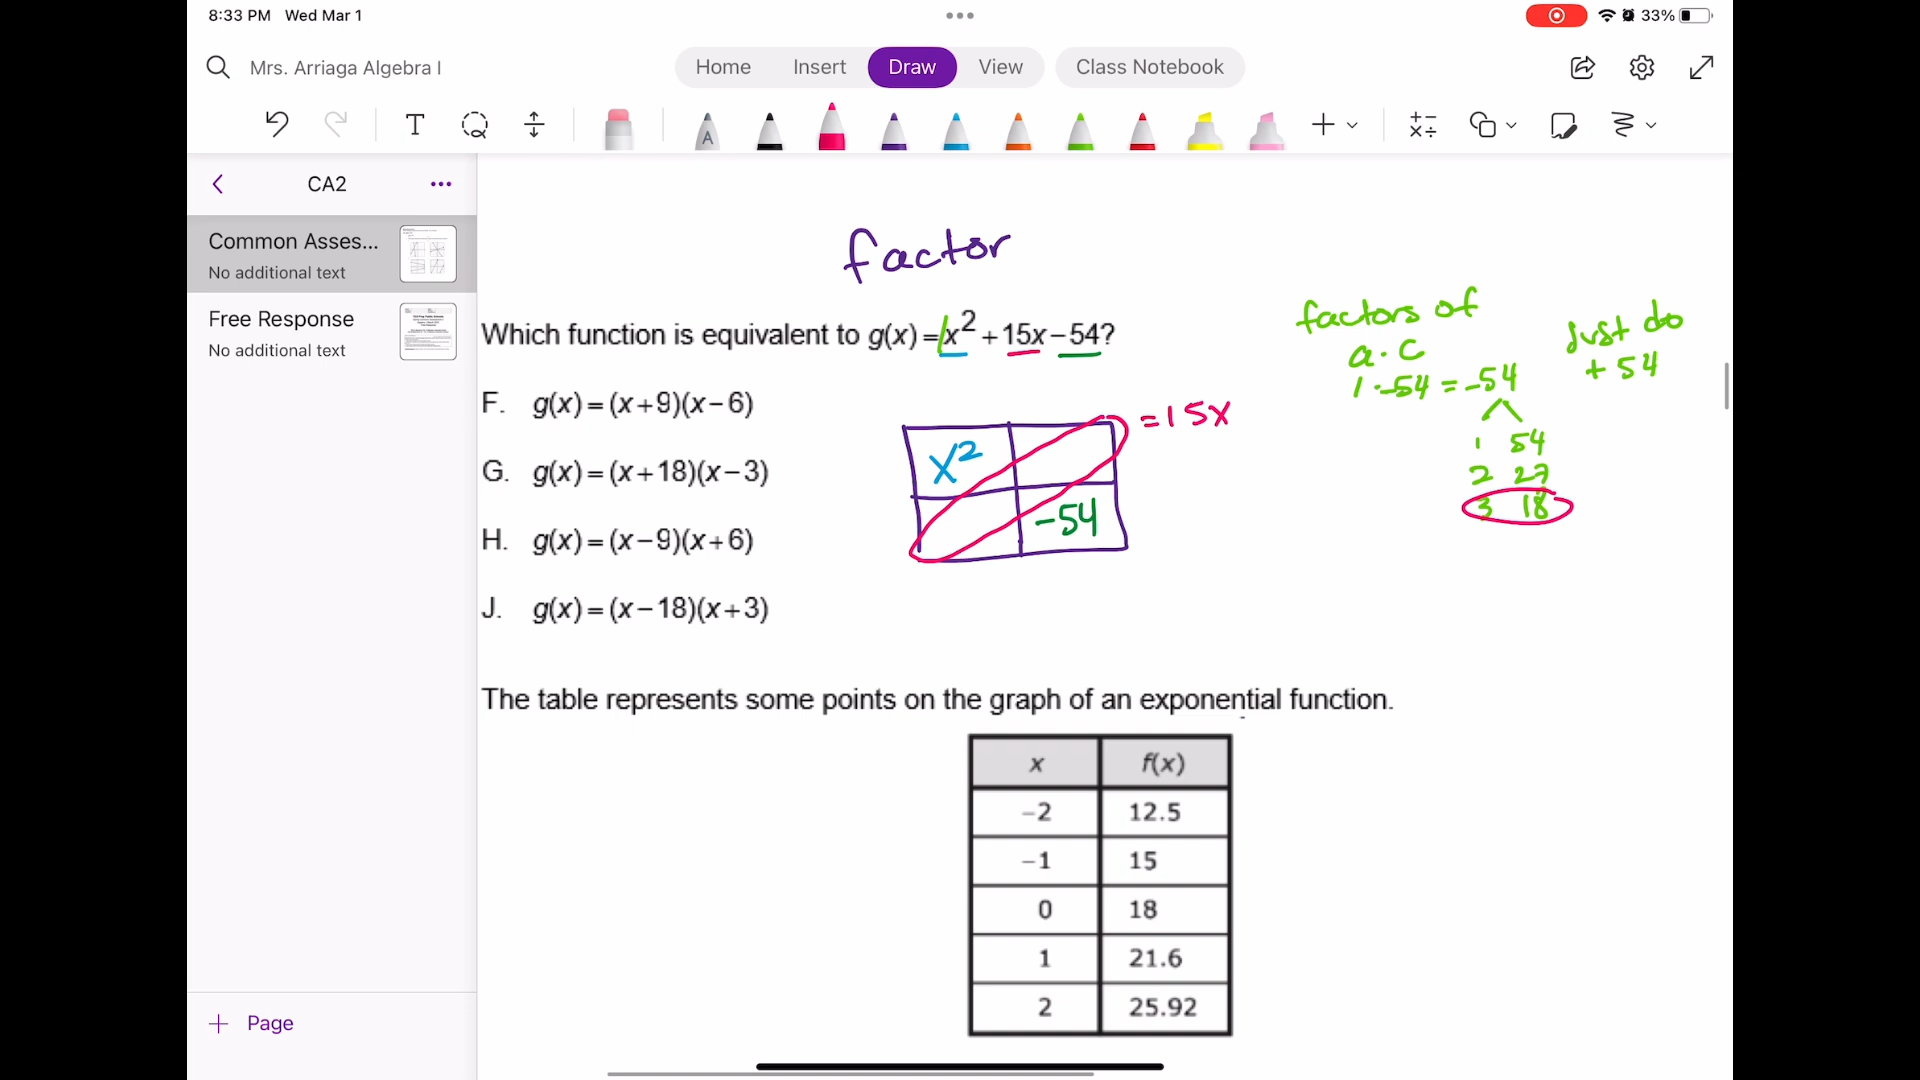 8:33 PM Wed Mar 1
33%
Mrs. Arriaga Algebra I
Home Insert Draw View Class Notebook
T
A
CA2
Common Asses...
No additional text
Free Response
No additional text
Page
factor
Which function is equivalent to g(x) = 1x² + 15x − 54?
F. g(x) = (x+9)(x−6)
G. g(x) = (x+18)(x−3)
H. g(x) = (x−9)(x+6)
J. g(x) = (x−18)(x+3)
x²
-54
=15x
factors of
a·c
1·-54 = -54
1 54
2 27
3 18
Just do
+54
The table represents some points on the graph of an exponential function.
x f(x)
−2 12.5
−1 15
0 18
1 21.6
2 25.92